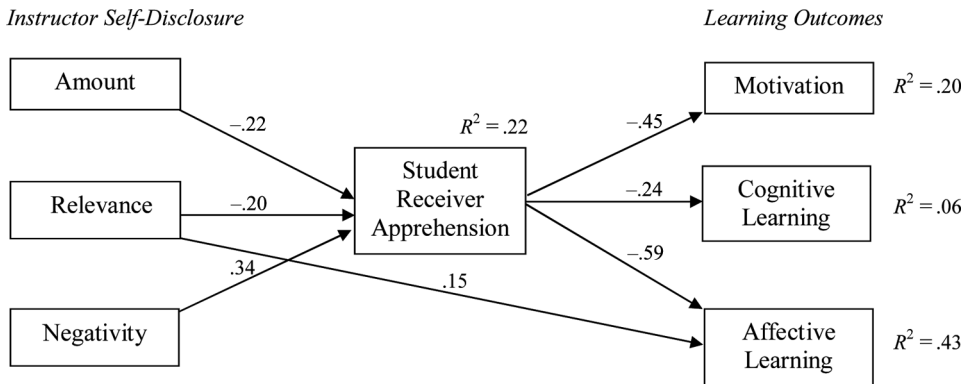 Instructor Self-Disclosure
Learning Outcomes
Amount
Motivation
R² = .20
–.22
R² = .22
–.45
Student
Receiver
Apprehension
Relevance
–.20
–.24
Cognitive
Learning
R² = .06
.34
.15
–.59
Negativity
Affective
Learning
R² = .43